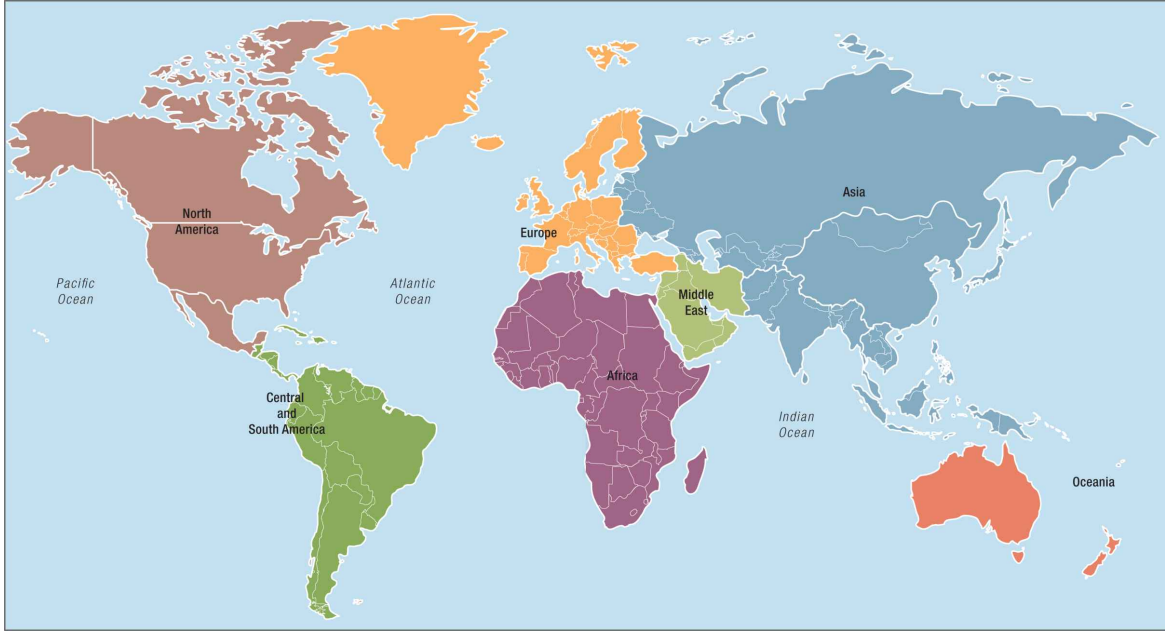 Asia
North
America
Europe
Pacific
Ocean
Atlantic
Ocean
Middle
East
Africa
Central
and
South America
Indian
Ocean
Oceania